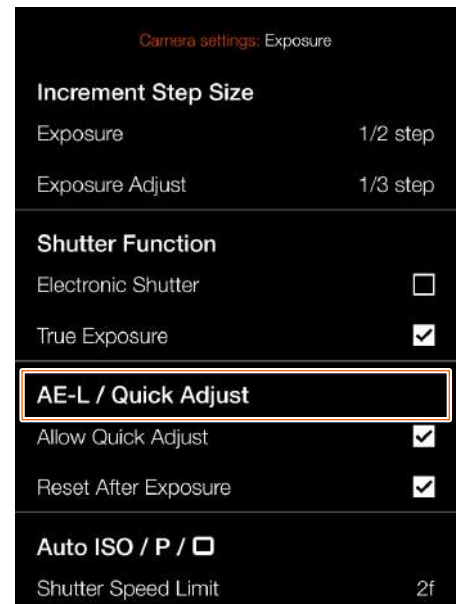 Camera settings: Exposure
Increment Step Size
Exposure 1/2 step
Exposure Adjust 1/3 step
Shutter Function
Electronic Shutter
True Exposure
AE-L / Quick Adjust
Allow Quick Adjust
Reset After Exposure
Auto ISO / P /
Shutter Speed Limit 2f